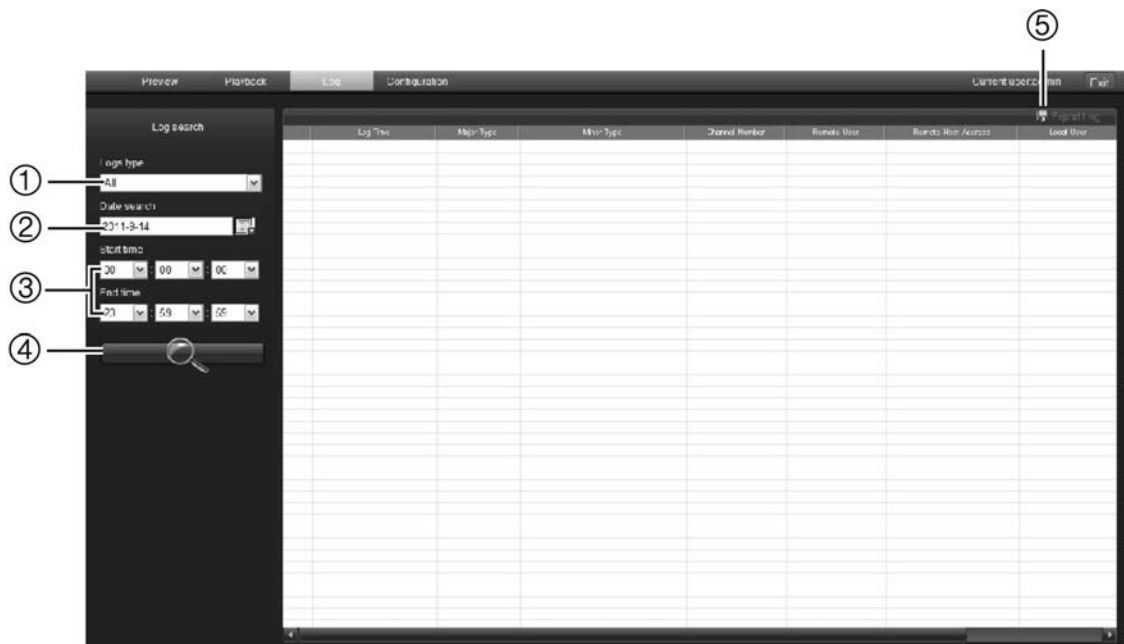 ⑤
Preview Playback Log Configuration Current user:admin Exit
Export Log
Log search
Log Time Major Type Minor Type Channel Number Remote User Remote Host Address Local User
Logs type
① All
Date search
② 2011-9-14
Start time
00 : 00 : 00
③
End time
23 : 59 : 59
④